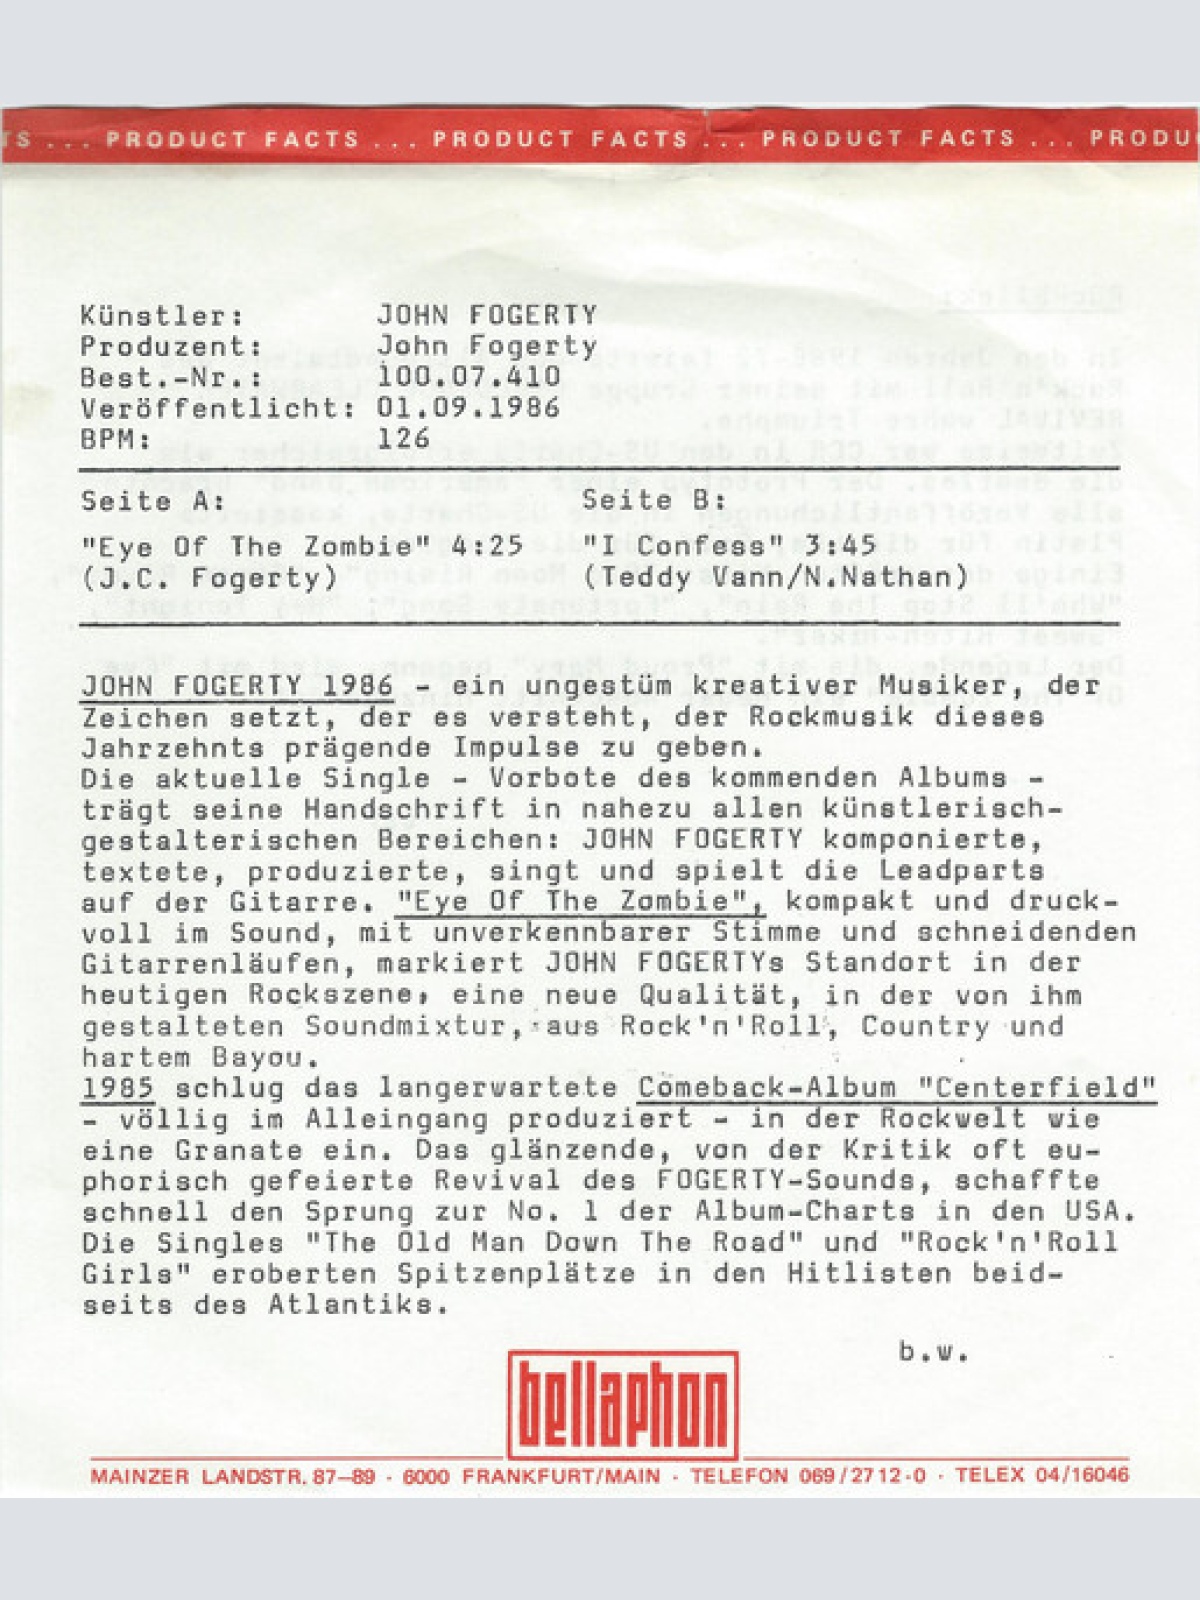 TS ... PRODUCT FACTS ... PRODUCT FACTS ... PRODUCT FACTS ... PRODU
Künstler: JOHN FOGERTY
Produzent: John Fogerty
Best.-Nr.: 100.07.410
Veröffentlicht: 01.09.1986
BPM: 126
Seite A: Seite B:
"Eye Of The Zombie" 4:25 "I Confess" 3:45
(J.C. Fogerty) (Teddy Vann/N.Nathan)
JOHN FOGERTY 1986 - ein ungestüm kreativer Musiker, der
Zeichen setzt, der es versteht, der Rockmusik dieses
Jahrzehnts prägende Impulse zu geben.
Die aktuelle Single - Vorbote des kommenden Albums -
trägt seine Handschrift in nahezu allen künstlerisch-
gestalterischen Bereichen: JOHN FOGERTY komponierte,
textete, produzierte, singt und spielt die Leadparts
auf der Gitarre. "Eye Of The Zombie", kompakt und druck-
voll im Sound, mit unverkennbarer Stimme und schneidenden
Gitarrenläufen, markiert JOHN FOGERTYs Standort in der
heutigen Rockszene, eine neue Qualität, in der von ihm
gestalteten Soundmixtur, aus Rock'n'Roll, Country und
hartem Bayou.
1985 schlug das langerwartete Comeback-Album "Centerfield"
- völlig im Alleingang produziert - in der Rockwelt wie
eine Granate ein. Das glänzende, von der Kritik oft eu-
phorisch gefeierte Revival des FOGERTY-Sounds, schaffte
schnell den Sprung zur No. 1 der Album-Charts in den USA.
Die Singles "The Old Man Down The Road" und "Rock'n'Roll
Girls" eroberten Spitzenplätze in den Hitlisten beid-
seits des Atlantiks.
b.w.
bellaphon
MAINZER LANDSTR. 87–89 · 6000 FRANKFURT/MAIN · TELEFON 069/2712-0 · TELEX 04/16046